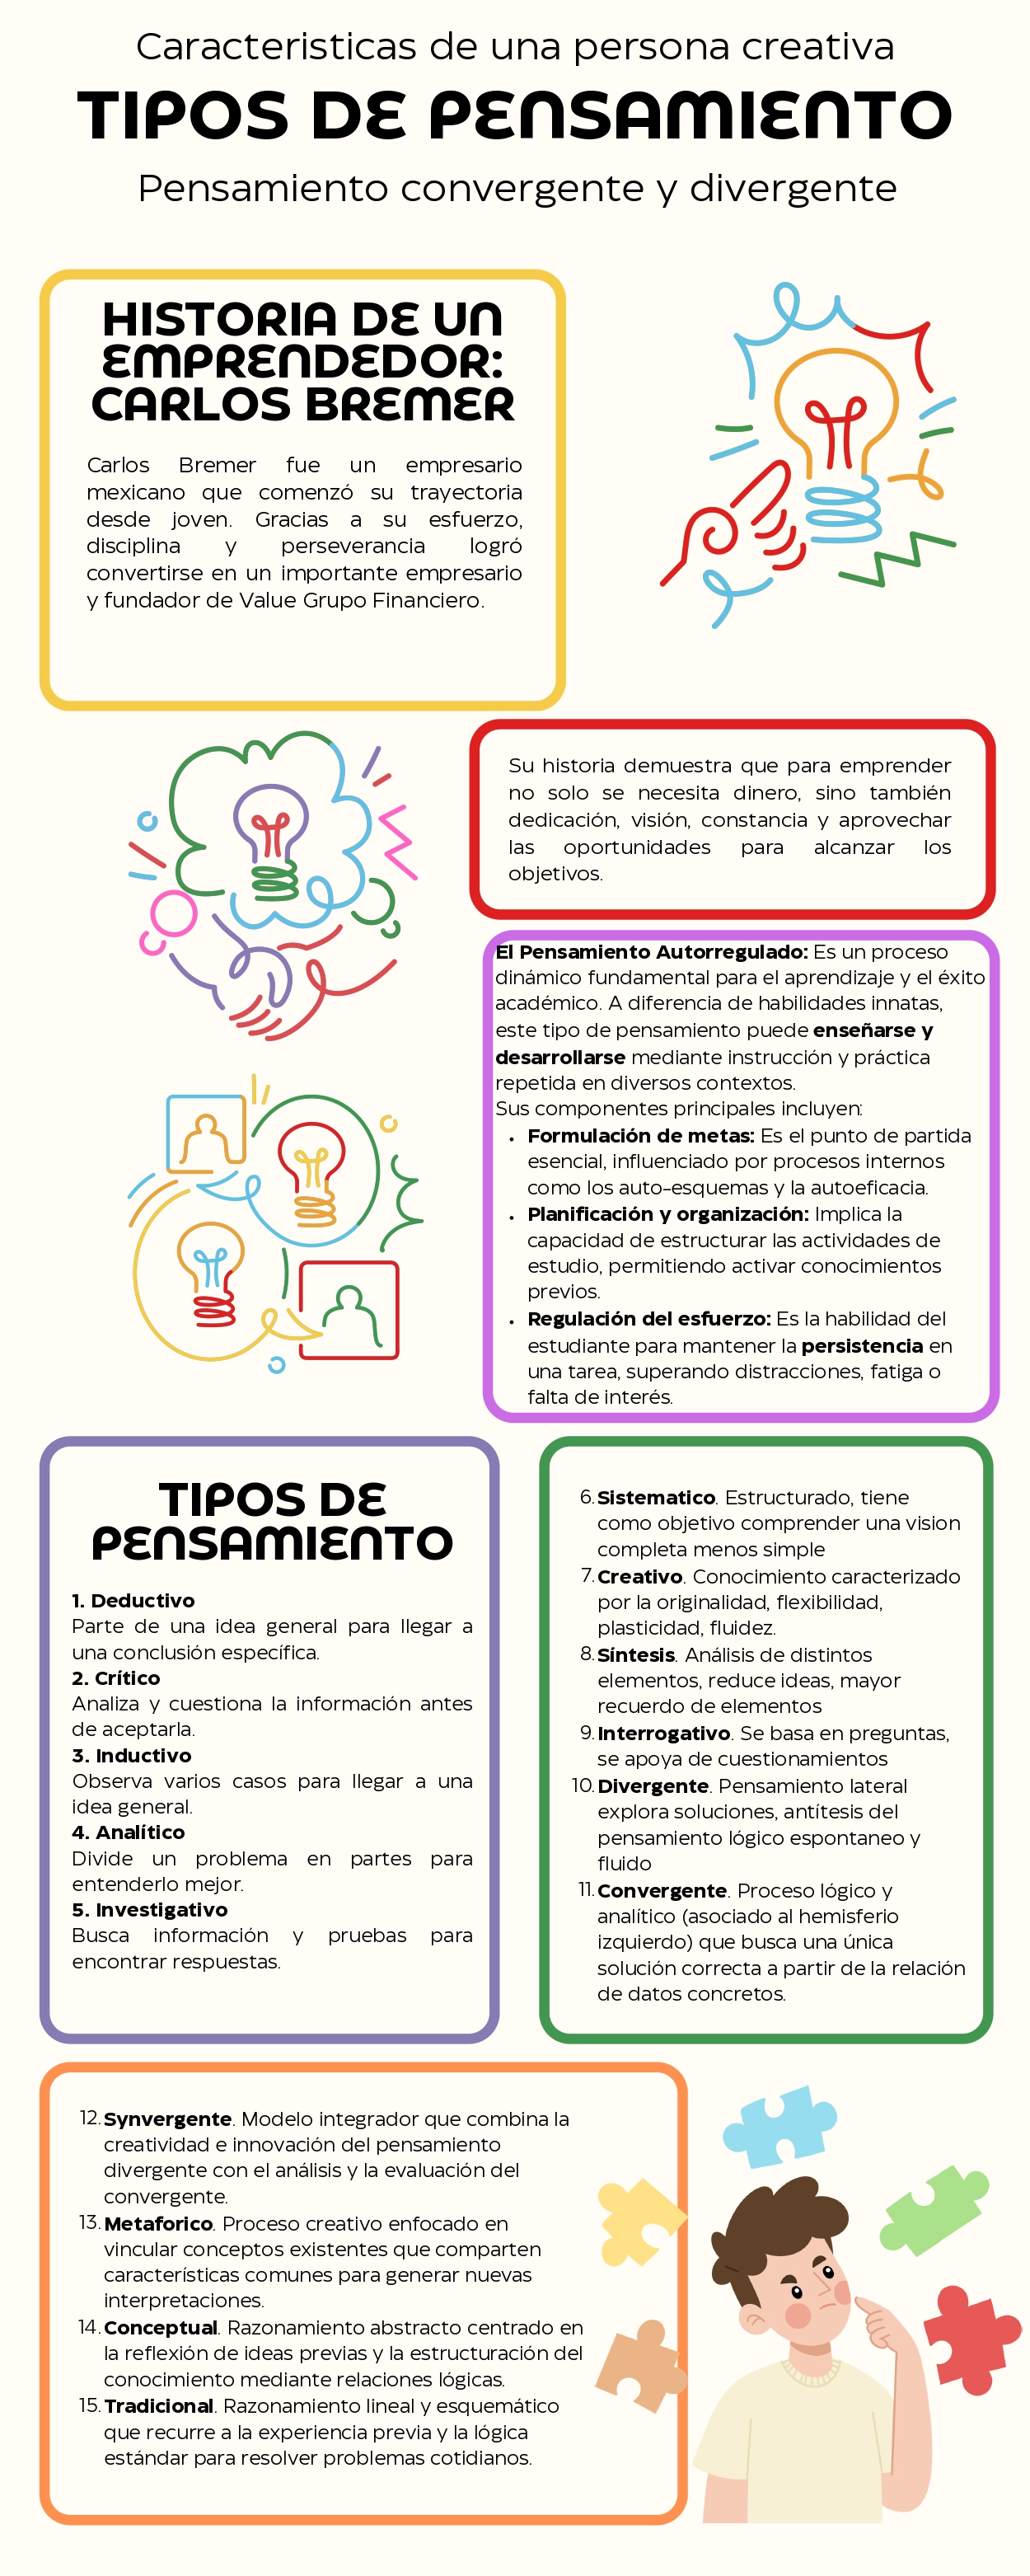 Caracteristicas de una persona creativa
TIPOS DE PENSAMIENTO
Pensamiento convergente y divergente
HISTORIA DE UN
EMPRENDEDOR:
CARLOS BREMER
Carlos Bremer fue un empresario
mexicano que comenzó su trayectoria
desde joven. Gracias a su esfuerzo,
disciplina y perseverancia logró
convertirse en un importante empresario
y fundador de Value Grupo Financiero.
Su historia demuestra que para emprender
no solo se necesita dinero, sino también
dedicación, visión, constancia y aprovechar
las oportunidades para alcanzar los
objetivos.
El Pensamiento Autorregulado: Es un proceso
dinámico fundamental para el aprendizaje y el éxito
académico. A diferencia de habilidades innatas,
este tipo de pensamiento puede enseñarse y
desarrollarse mediante instrucción y práctica
repetida en diversos contextos.
Sus componentes principales incluyen:
• Formulación de metas: Es el punto de partida
esencial, influenciado por procesos internos
como los auto-esquemas y la autoeficacia.
• Planificación y organización: Implica la
capacidad de estructurar las actividades de
estudio, permitiendo activar conocimientos
previos.
• Regulación del esfuerzo: Es la habilidad del
estudiante para mantener la persistencia en
una tarea, superando distracciones, fatiga o
falta de interés.
TIPOS DE
PENSAMIENTO
1. Deductivo
Parte de una idea general para llegar a
una conclusión específica.
2. Crítico
Analiza y cuestiona la información antes
de aceptarla.
3. Inductivo
Observa varios casos para llegar a una
idea general.
4. Analítico
Divide un problema en partes para
entenderlo mejor.
5. Investigativo
Busca información y pruebas para
encontrar respuestas.
6. Sistematico. Estructurado, tiene
como objetivo comprender una vision
completa menos simple
7. Creativo. Conocimiento caracterizado
por la originalidad, flexibilidad,
plasticidad, fluidez.
8. Síntesis. Análisis de distintos
elementos, reduce ideas, mayor
recuerdo de elementos
9. Interrogativo. Se basa en preguntas,
se apoya de cuestionamientos
10. Divergente. Pensamiento lateral
explora soluciones, antítesis del
pensamiento lógico espontaneo y
fluido
11. Convergente. Proceso lógico y
analítico (asociado al hemisferio
izquierdo) que busca una única
solución correcta a partir de la relación
de datos concretos.
12. Synvergente. Modelo integrador que combina la
creatividad e innovación del pensamiento
divergente con el análisis y la evaluación del
convergente.
13. Metaforico. Proceso creativo enfocado en
vincular conceptos existentes que comparten
características comunes para generar nuevas
interpretaciones.
14. Conceptual. Razonamiento abstracto centrado en
la reflexión de ideas previas y la estructuración del
conocimiento mediante relaciones lógicas.
15. Tradicional. Razonamiento lineal y esquemático
que recurre a la experiencia previa y la lógica
estándar para resolver problemas cotidianos.